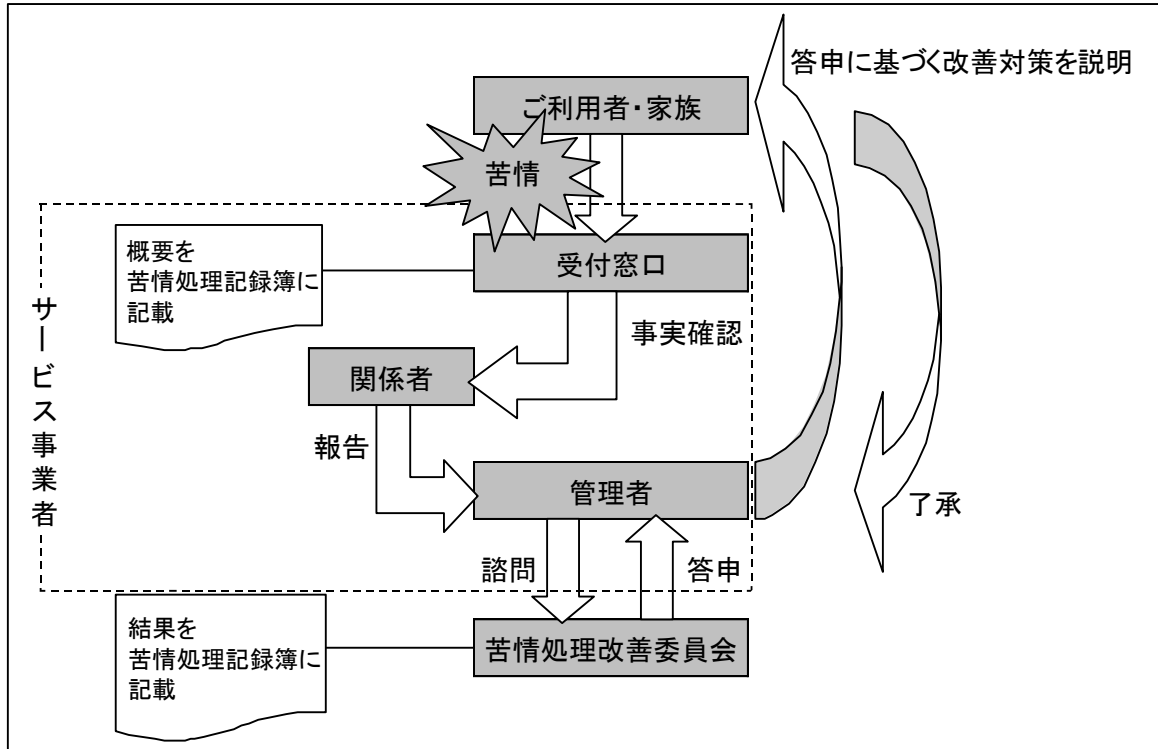 答申に基づく改善対策を説明
ご利用者・家族
苦情
概要を
苦情処理記録簿に
記載
受付窓口
サービス事業者
事実確認
関係者
報告
管理者
了承
諮問
答申
結果を
苦情処理記録簿に
記載
苦情処理改善委員会